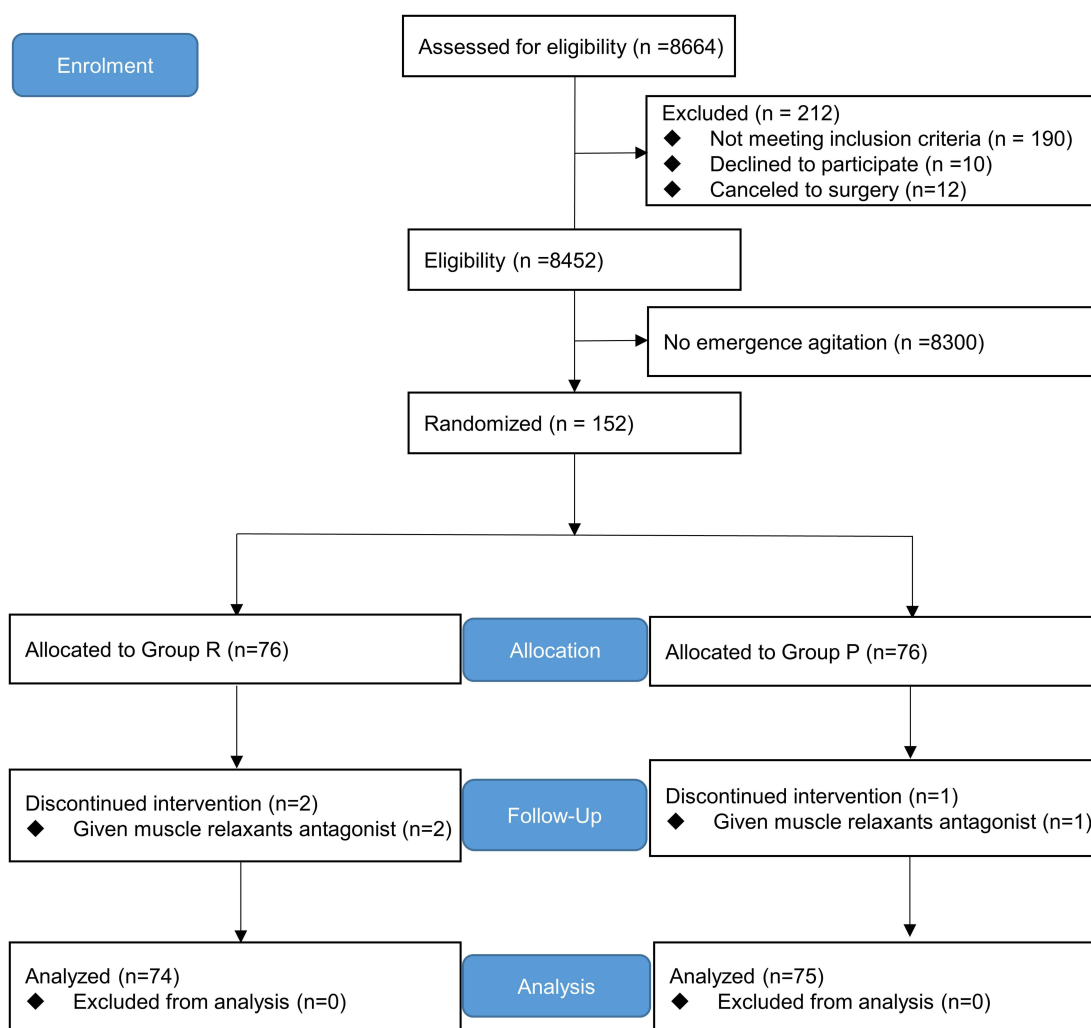 Enrolment
Assessed for eligibility (n =8664)
Excluded (n = 212)
◆ Not meeting inclusion criteria (n = 190)
◆ Declined to participate (n =10)
◆ Canceled to surgery (n=12)
Eligibility (n =8452)
No emergence agitation (n =8300)
Randomized (n = 152)
Allocated to Group R (n=76)
Allocation
Allocated to Group P (n=76)
Discontinued intervention (n=2)
◆ Given muscle relaxants antagonist (n=2)
Follow-Up
Discontinued intervention (n=1)
◆ Given muscle relaxants antagonist (n=1)
Analyzed (n=74)
◆ Excluded from analysis (n=0)
Analysis
Analyzed (n=75)
◆ Excluded from analysis (n=0)